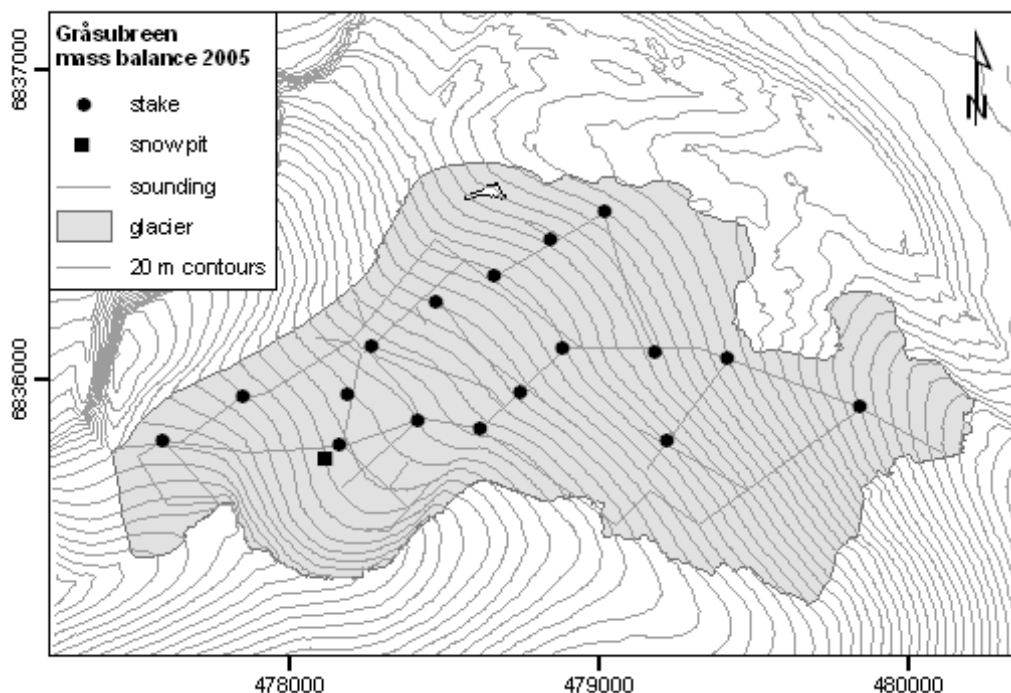 Gråsubreen
mass balance 2005
stake
snowpit
sounding
glacier
20 m contours
N
6837000
6836000
478000
479000
480000